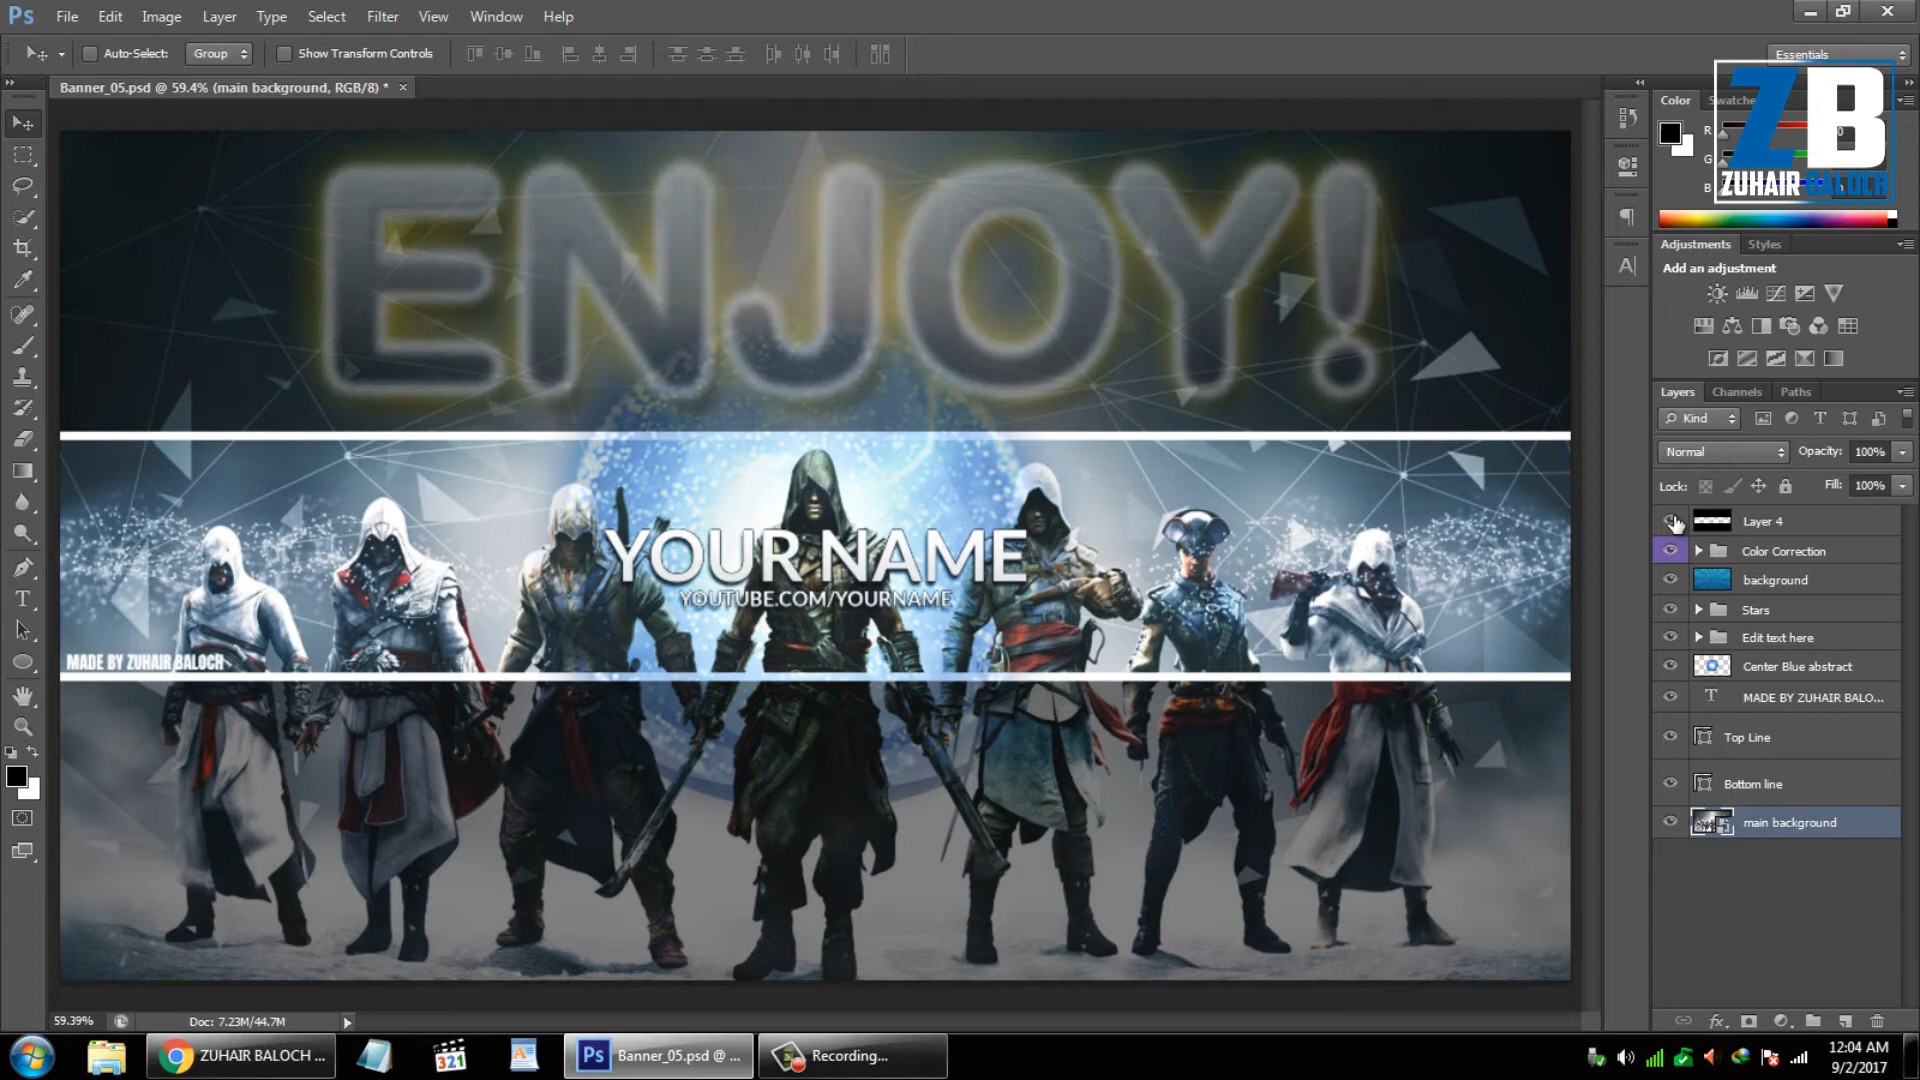 Ps File Edit Image Layer Type Select Filter View Window Help
Auto-Select: Group Show Transform Controls
Essentials
Banner_05.psd @ 59.4% (main background, RGB/8) * ×
Color Swatches
R 0
G
B
ZB
ZUHAIR BALOCH
ENJOY!
Adjustments Styles
Add an adjustment
Layers Channels Paths
Kind
Normal Opacity: 100%
Lock: Fill: 100%
Layer 4
Color Correction
background
Stars
Edit text here
Center Blue abstract
T MADE BY ZUHAIR BALO...
Top Line
Bottom line
main background
YOUR NAME
YOUTUBE.COM/YOURNAME
MADE BY ZUHAIR BALOCH
59.39% Doc: 7.23M/44.7M
ZUHAIR BALOCH ...
321
Ps Banner_05.psd @ ...
Recording...
12:04 AM
9/2/2017